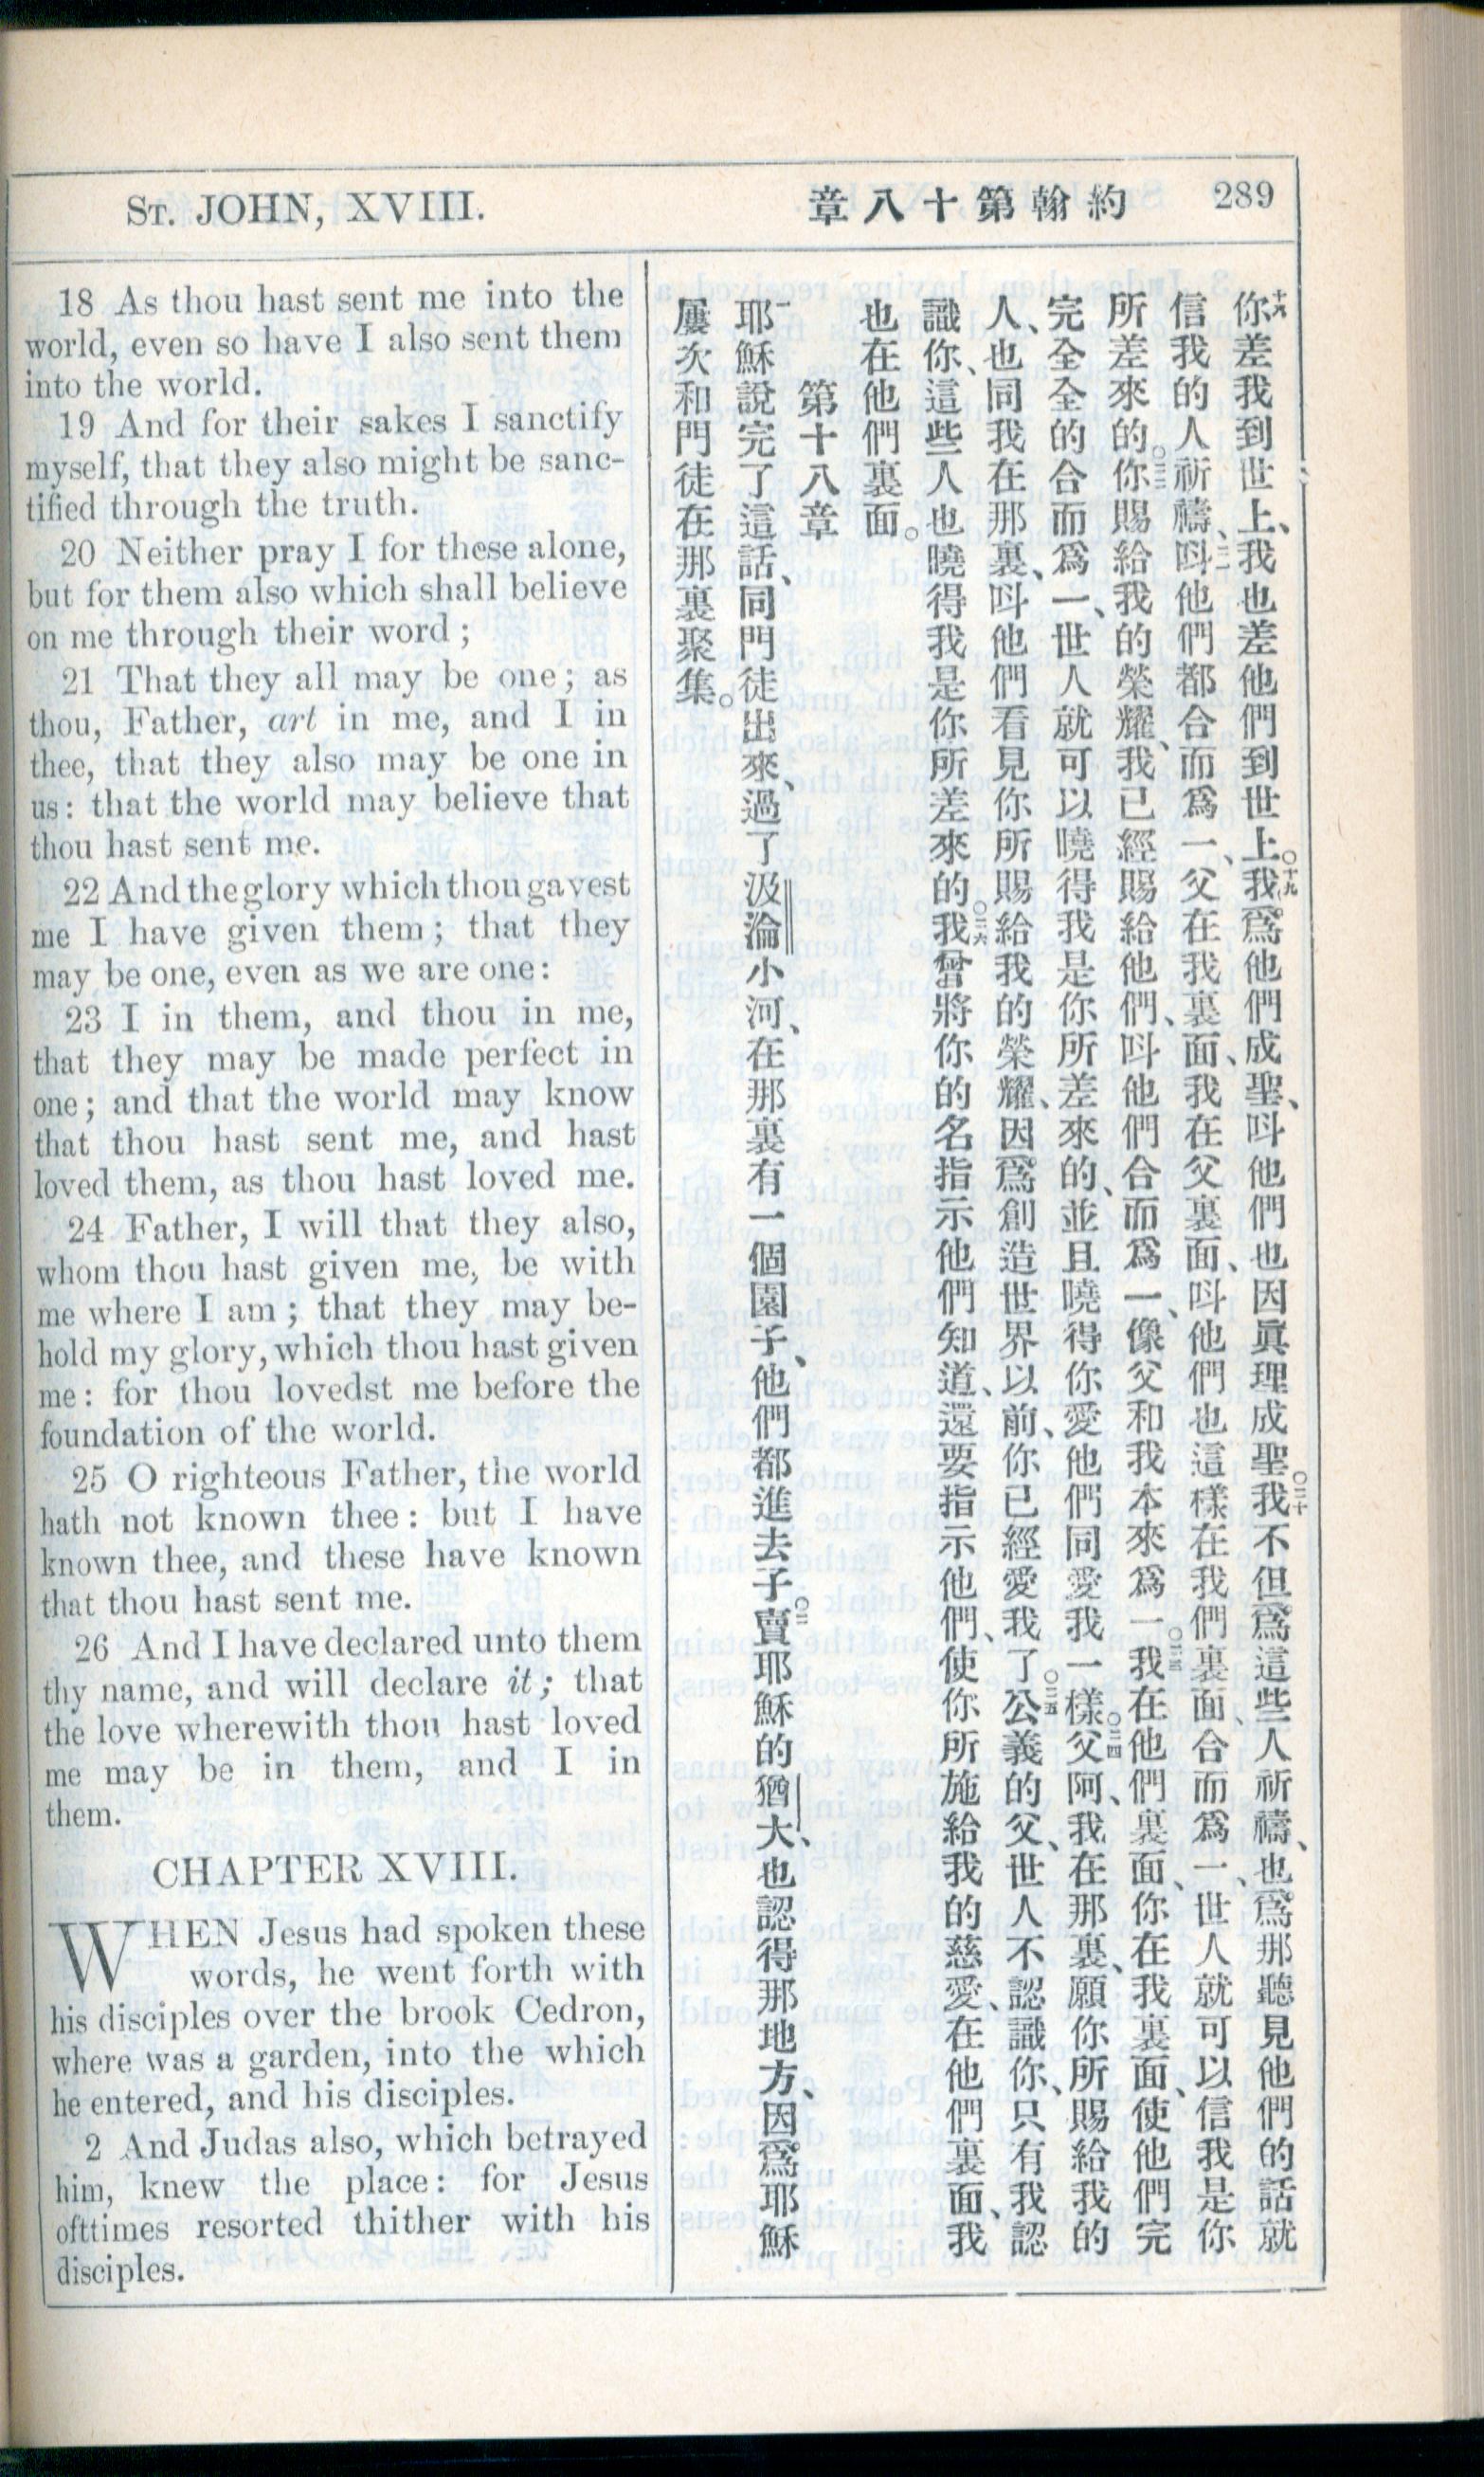 St. JOHN, XVIII.
章八十第翰約
289
18 As thou hast sent me into the
world, even so have I also sent them
into the world.
19 And for their sakes I sanctify
myself, that they also might be sanc-
tified through the truth.
20 Neither pray I for these alone,
but for them also which shall believe
on me through their word;
21 That they all may be one; as
thou, Father, art in me, and I in
thee, that they also may be one in
us: that the world may believe that
thou hast sent me.
22 And the glory which thou gavest
me I have given them; that they
may be one, even as we are one:
23 I in them, and thou in me,
that they may be made perfect in
one; and that the world may know
that thou hast sent me, and hast
loved them, as thou hast loved me.
24 Father, I will that they also,
whom thou hast given me, be with
me where I am; that they may be-
hold my glory, which thou hast given
me: for thou lovedst me before the
foundation of the world.
25 O righteous Father, the world
hath not known thee: but I have
known thee, and these have known
that thou hast sent me.
26 And I have declared unto them
thy name, and will declare it; that
the love wherewith thou hast loved
me may be in them, and I in
them.
CHAPTER XVIII.
WHEN Jesus had spoken these
words, he went forth with
his disciples over the brook Cedron,
where was a garden, into the which
he entered, and his disciples.
2 And Judas also, which betrayed
him, knew the place: for Jesus
ofttimes resorted thither with his
disciples.
十八你差我到世上、我也差他們到世上。十九我爲他們成聖、呌他們也因眞理成聖。二十我不但爲這些人祈禱、也爲那聽見他們的話就
信我的人祈禱、二一呌他們都合而爲一、父在我裏面、我在父裏面、呌他們也這樣在我們裏面、合而爲一、世人就可以信我是你
所差來的。二二你賜給我的榮耀、我已經賜給他們、呌他們合而爲一、像父和我本來爲一。二三我在他們裏面、你在我裏面、使他們完
完全全的合而爲一、世人就可以曉得我是你所差來的、並且曉得你愛他們同愛我一樣。二四父阿、我在那裏、願你所賜給我的
人、也同我在那裏、呌他們看見你所賜給我的榮耀、因爲創造世界以前、你已經愛我了。二五公義的父、世人不認識你、只有我認
識你、這些人也曉得我是你所差來的。二六我曾將你的名指示他們知道、還要指示他們、使你所施給我的慈愛、在他們裏面、我
也在他們裏面。
第十八章
一耶穌說完了這話、同門徒出來、過了汲淪小河、在那裏有一個園子、他們都進去了。二賣耶穌的猶大、也認得那地方、因爲耶穌
屢次和門徒在那裏聚集。